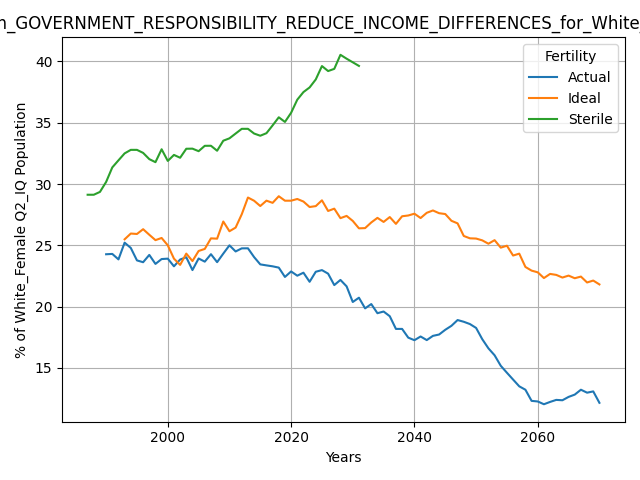 GOVERNMENT_RESPONSIBILITY_REDUCE_INCOME_DIFFERENCES_for_White_
Fertility
Actual
Ideal
Sterile
% of White_Female Q2_IQ Population
40
35
30
25
20
15
2000
2020
2040
2060
Years